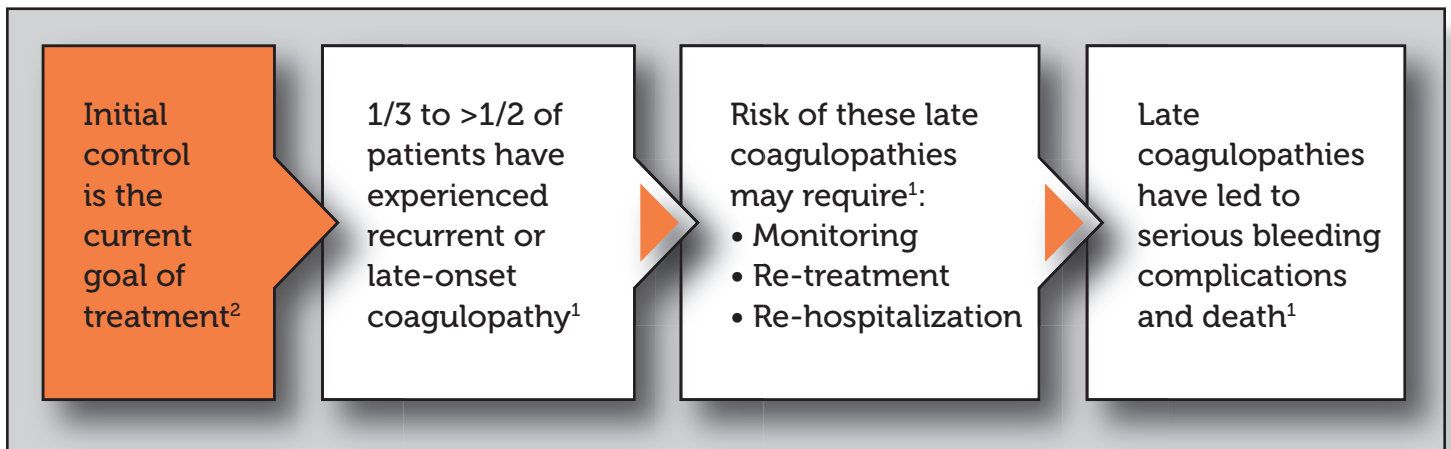 Initial
control
is the
current
goal of
treatment²
1/3 to >1/2 of
patients have
experienced
recurrent or
late-onset
coagulopathy¹
Risk of these late
coagulopathies
may require¹:
• Monitoring
• Re-treatment
• Re-hospitalization
Late
coagulopathies
have led to
serious bleeding
complications
and death¹